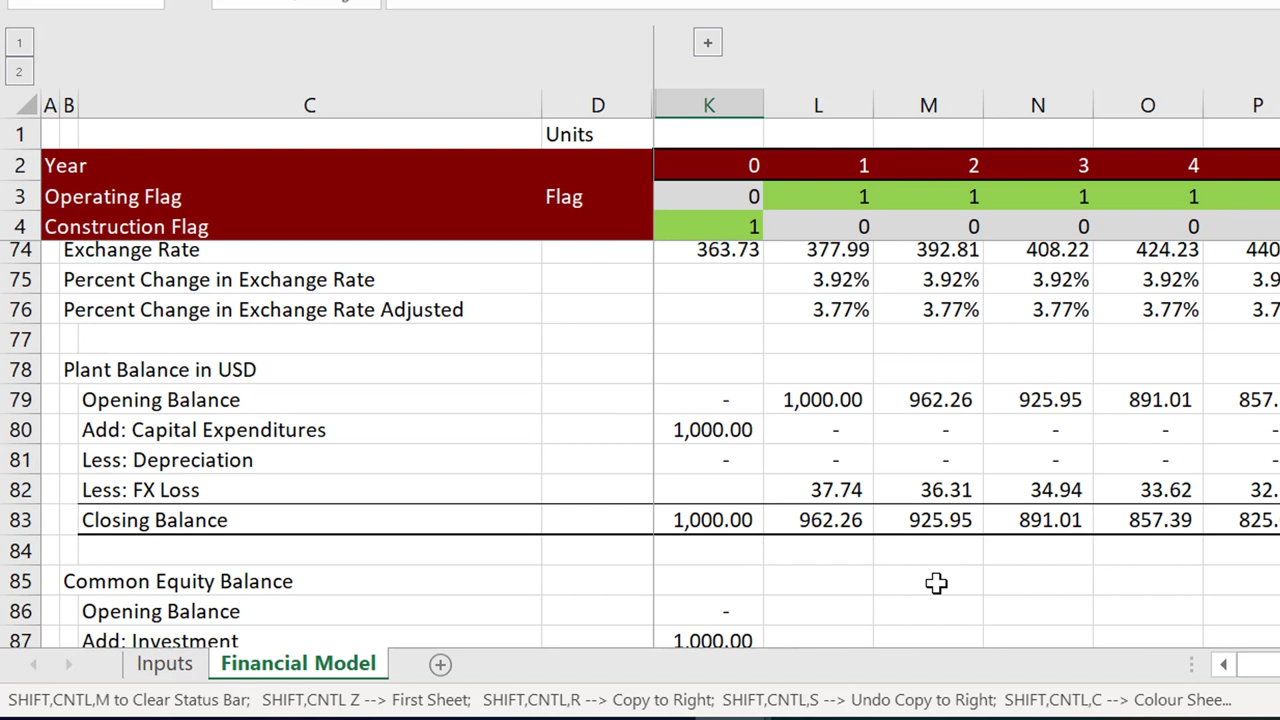 1 +
2
A B C D K L M N O P
1 Units
2 Year 0 1 2 3 4
3 Operating Flag Flag 0 1 1 1 1
4 Construction Flag 1 0 0 0 0
74 Exchange Rate 363.73 377.99 392.81 408.22 424.23 440
75 Percent Change in Exchange Rate 3.92% 3.92% 3.92% 3.92% 3.9
76 Percent Change in Exchange Rate Adjusted 3.77% 3.77% 3.77% 3.77% 3.7
77
78 Plant Balance in USD
79 Opening Balance - 1,000.00 962.26 925.95 891.01 857.
80 Add: Capital Expenditures 1,000.00 - - - - -
81 Less: Depreciation - - - - - -
82 Less: FX Loss 37.74 36.31 34.94 33.62 32.
83 Closing Balance 1,000.00 962.26 925.95 891.01 857.39 825.
84
85 Common Equity Balance
86 Opening Balance -
87 Add: Investment 1,000.00
Inputs Financial Model
SHIFT,CNTL,M to Clear Status Bar; SHIFT,CNTL Z --> First Sheet; SHIFT,CNTL,R --> Copy to Right; SHIFT,CNTL,S --> Undo Copy to Right; SHIFT,CNTL,C --> Colour Shee...